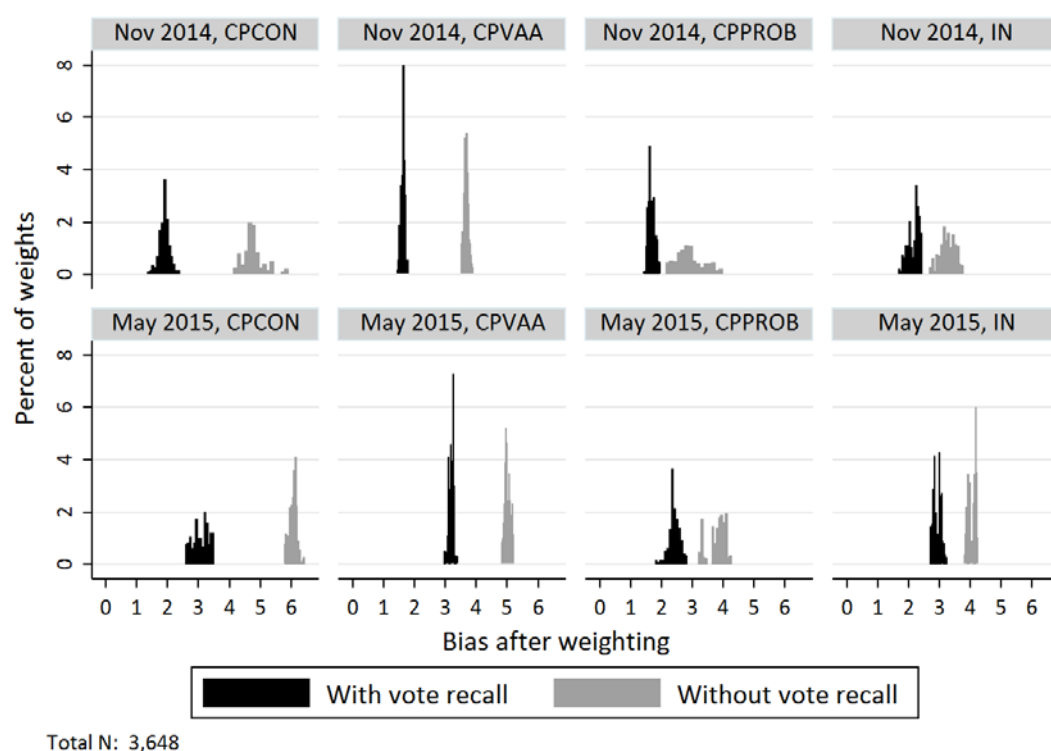 Nov 2014, CPCON Nov 2014, CPVAA Nov 2014, CPPROB Nov 2014, IN
8
6
4
2
0
May 2015, CPCON May 2015, CPVAA May 2015, CPPROB May 2015, IN
8
6
4
2
0
Percent of weights
0 1 2 3 4 5 6 0 1 2 3 4 5 6 0 1 2 3 4 5 6 0 1 2 3 4 5 6
Bias after weighting
With vote recall Without vote recall
Total N: 3,648